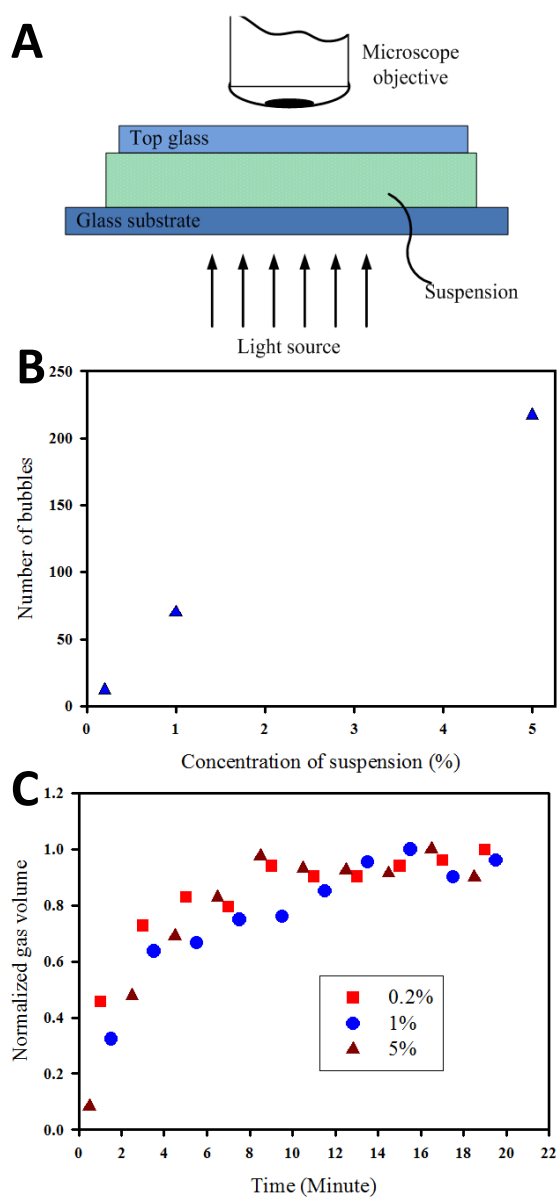 A
Microscope
objective
Top glass
Glass substrate
Suspension
Light source
B
250
200
150
100
50
0
Number of bubbles
0 1 2 3 4 5
Concentration of suspension (%)
C
1.2
1.0
0.8
0.6
0.4
0.2
0.0
Normalized gas volume
0.2%
1%
5%
0 2 4 6 8 10 12 14 16 18 20 22
Time (Minute)